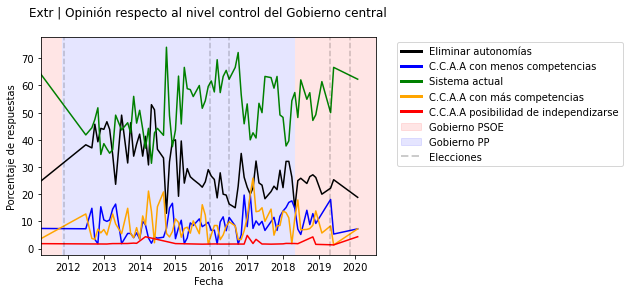 Extr | Opinión respecto al nivel control del Gobierno central
Porcentaje de respuestas
70
60
50
40
30
20
10
0
2012 2013 2014 2015 2016 2017 2018 2019 2020
Fecha
Eliminar autonomías
C.C.A.A con menos competencias
Sistema actual
C.C.A.A con más competencias
C.C.A.A posibilidad de independizarse
Gobierno PSOE
Gobierno PP
Elecciones